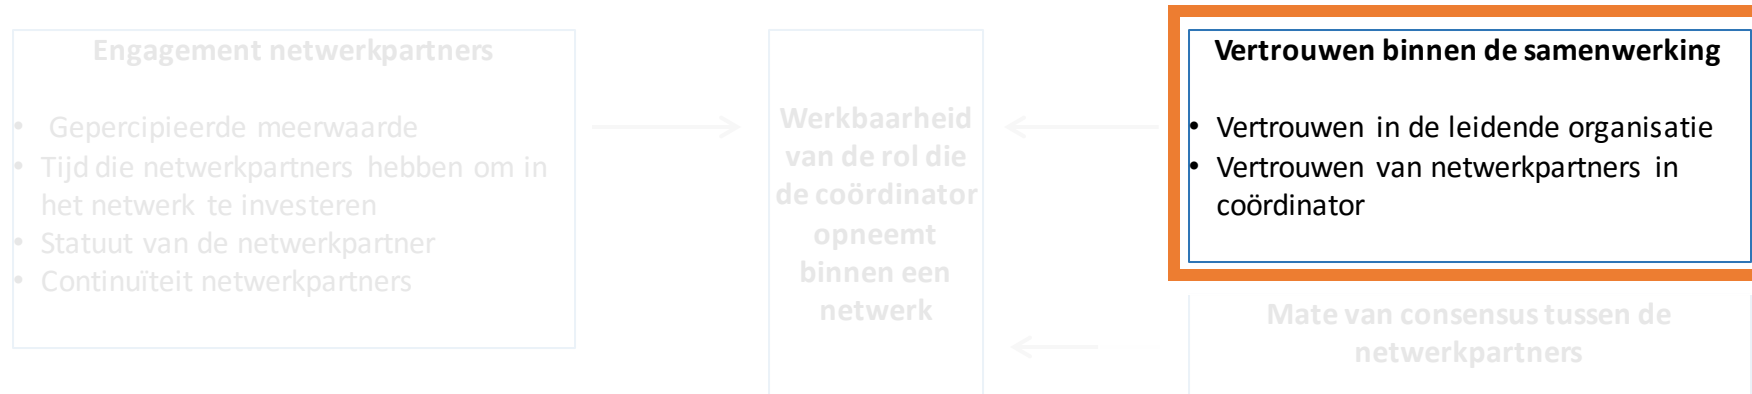 Engagement netwerkpartners
• Gepercipieerde meerwaarde
• Tijd die netwerkpartners hebben om in
het netwerk te investeren
• Statuut van de netwerkpartner
• Continuïteit netwerkpartners
Werkbaarheid
van de rol die
de coördinator
opneemt
binnen een
netwerk
Vertrouwen binnen de samenwerking
• Vertrouwen in de leidende organisatie
• Vertrouwen van netwerkpartners in
coördinator
Mate van consensus tussen de
netwerkpartners